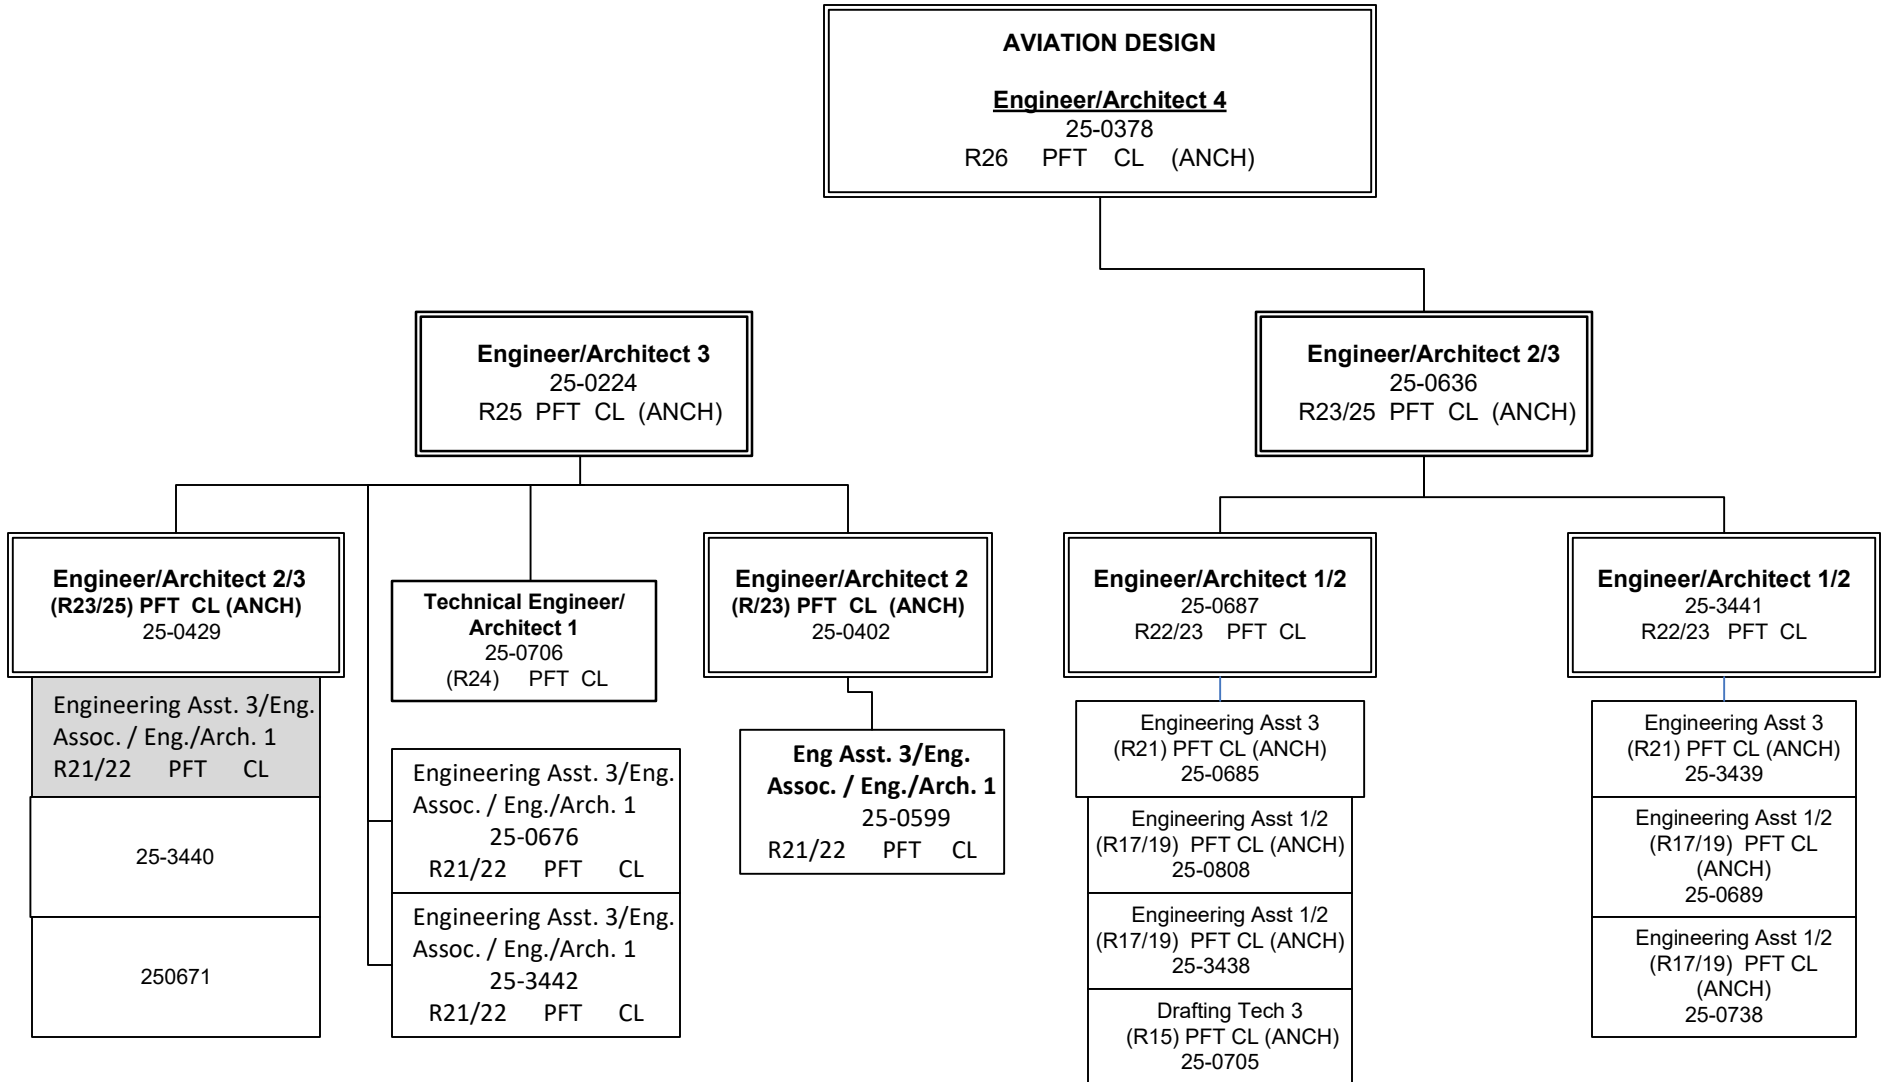 AVIATION DESIGN
Engineer/Architect 4
25-0378
R26 PFT CL (ANCH)
Engineer/Architect 3
25-0224
R25 PFT CL (ANCH)
Engineer/Architect 2/3
25-0636
R23/25 PFT CL (ANCH)
Engineer/Architect 2/3
(R23/25) PFT CL (ANCH)
25-0429
Engineering Asst. 3/Eng.
Assoc. / Eng./Arch. 1
R21/22 PFT CL
25-3440
250671
Technical Engineer/
Architect 1
25-0706
(R24) PFT CL
Engineering Asst. 3/Eng.
Assoc. / Eng./Arch. 1
25-0676
R21/22 PFT CL
Engineering Asst. 3/Eng.
Assoc. / Eng./Arch. 1
25-3442
R21/22 PFT CL
Engineer/Architect 2
(R/23) PFT CL (ANCH)
25-0402
Eng Asst. 3/Eng.
Assoc. / Eng./Arch. 1
25-0599
R21/22 PFT CL
Engineer/Architect 1/2
25-0687
R22/23 PFT CL
Engineering Asst 3
(R21) PFT CL (ANCH)
25-0685
Engineering Asst 1/2
(R17/19) PFT CL (ANCH)
25-0808
Engineering Asst 1/2
(R17/19) PFT CL (ANCH)
25-3438
Drafting Tech 3
(R15) PFT CL (ANCH)
25-0705
Engineer/Architect 1/2
25-3441
R22/23 PFT CL
Engineering Asst 3
(R21) PFT CL (ANCH)
25-3439
Engineering Asst 1/2
(R17/19) PFT CL
(ANCH)
25-0689
Engineering Asst 1/2
(R17/19) PFT CL
(ANCH)
25-0738